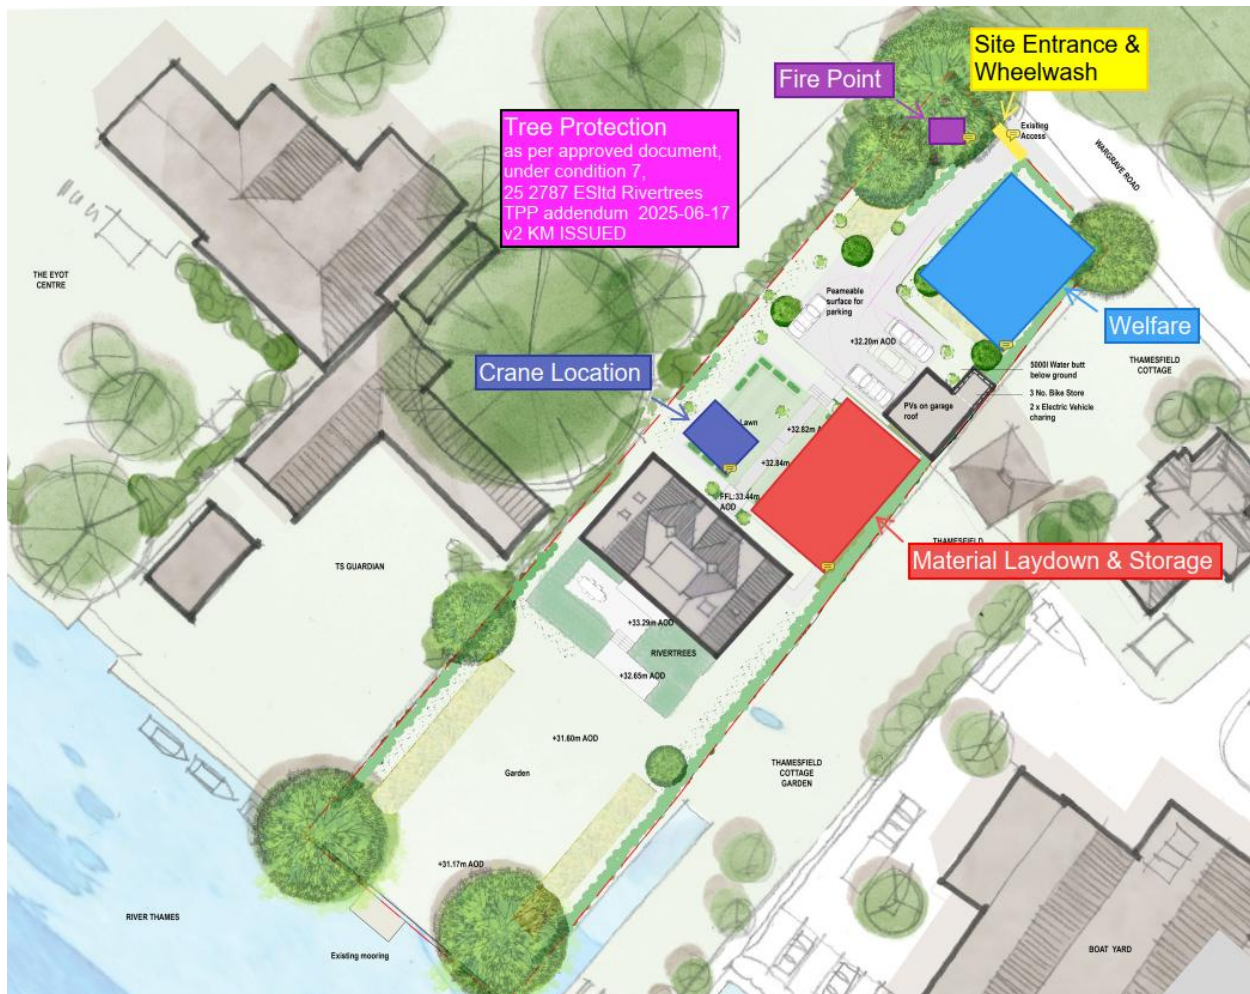 Site Entrance &
Wheelwash
Fire Point
Tree Protection
as per approved document,
under condition 7,
25 2787 ESltd Rivertrees
TPP addendum  2025-06-17
v2 KM ISSUED
Existing
Access
WARGRAVE ROAD
THE EYOT
CENTRE
Peameable
surface for
parking
Welfare
+32.20m AOD
Crane Location
5000l Water butt
below ground
THAMESFIELD
COTTAGE
3 No. Bike Store
2 x Electric Vehicle
charing
PVs on garage
roof
Lawn
+32.82m A
+32.84m
FFL:33.44m
AOD
Material Laydown & Storage
TS GUARDIAN
+33.29m AOD
RIVERTREES
+32.65m AOD
+31.60m AOD
Garden
THAMESFIELD
COTTAGE
GARDEN
+31.17m AOD
RIVER THAMES
Existing mooring
BOAT YARD